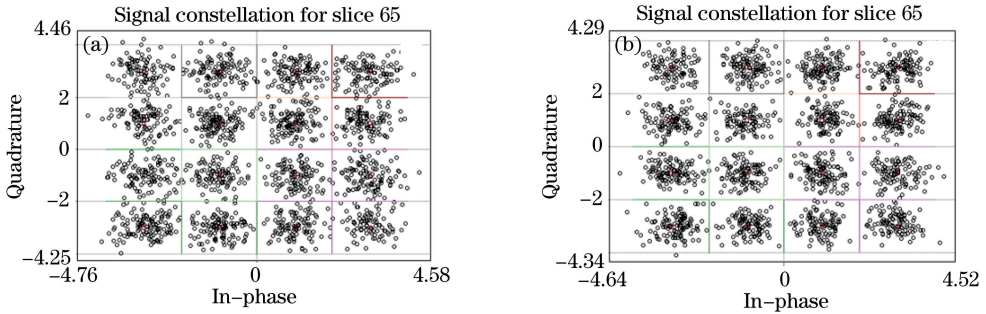 Signal constellation for slice 65
4.46
(a)
2
0
−2
−4.25
−4.76
0
4.58
Quadrature
In−phase
Signal constellation for slice 65
4.29
(b)
2
0
−2
−4.34
−4.64
0
4.52
Quadrature
In−phase